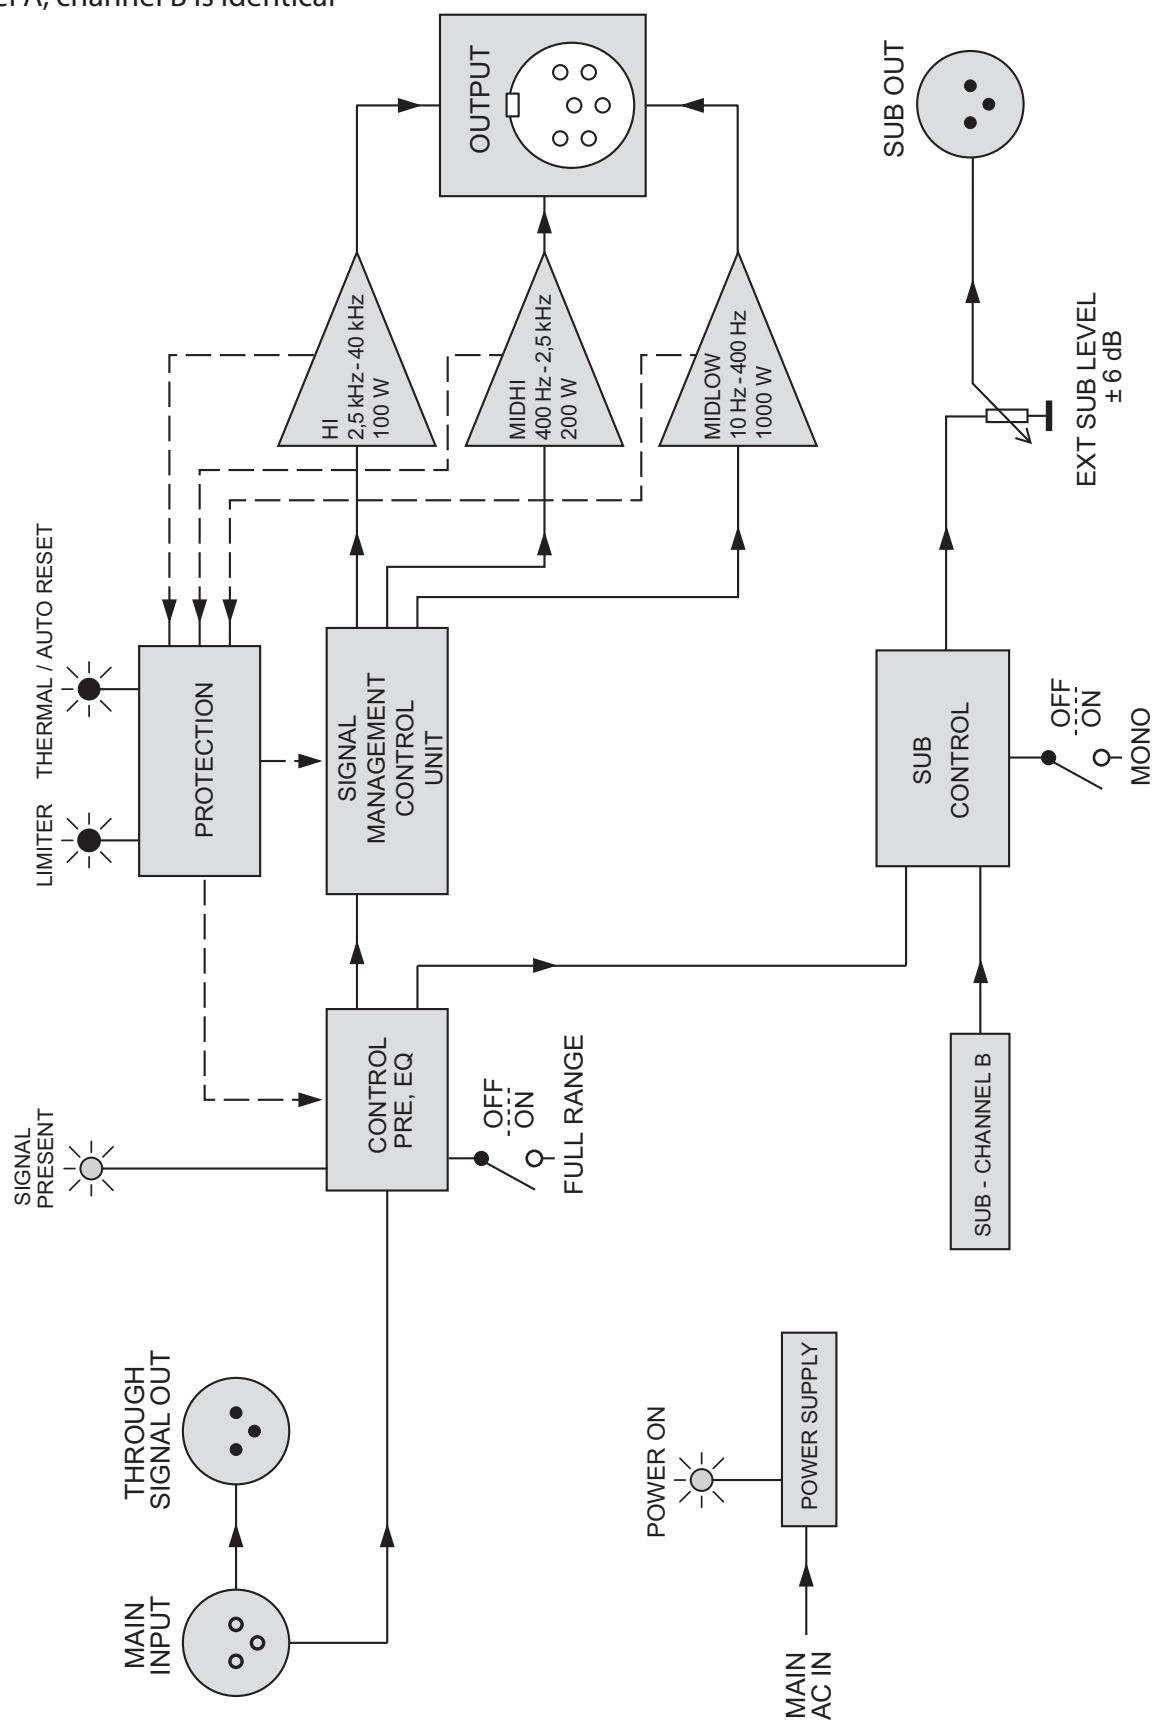 el A, channel B is identical
MAIN
INPUT
THROUGH
SIGNAL OUT
SIGNAL
PRESENT
CONTROL
PRE, EQ
OFF
ON
FULL RANGE
LIMITER
THERMAL / AUTO RESET
PROTECTION
SIGNAL
MANAGEMENT
CONTROL
UNIT
HI
2,5 kHz - 40 kHz
100 W
MIDHI
400 Hz - 2,5 kHz
200 W
MIDLOW
10 Hz - 400 Hz
1000 W
OUTPUT
MAIN
AC IN
POWER ON
POWER SUPPLY
SUB - CHANNEL B
SUB
CONTROL
OFF
ON
MONO
EXT SUB LEVEL
± 6 dB
SUB OUT